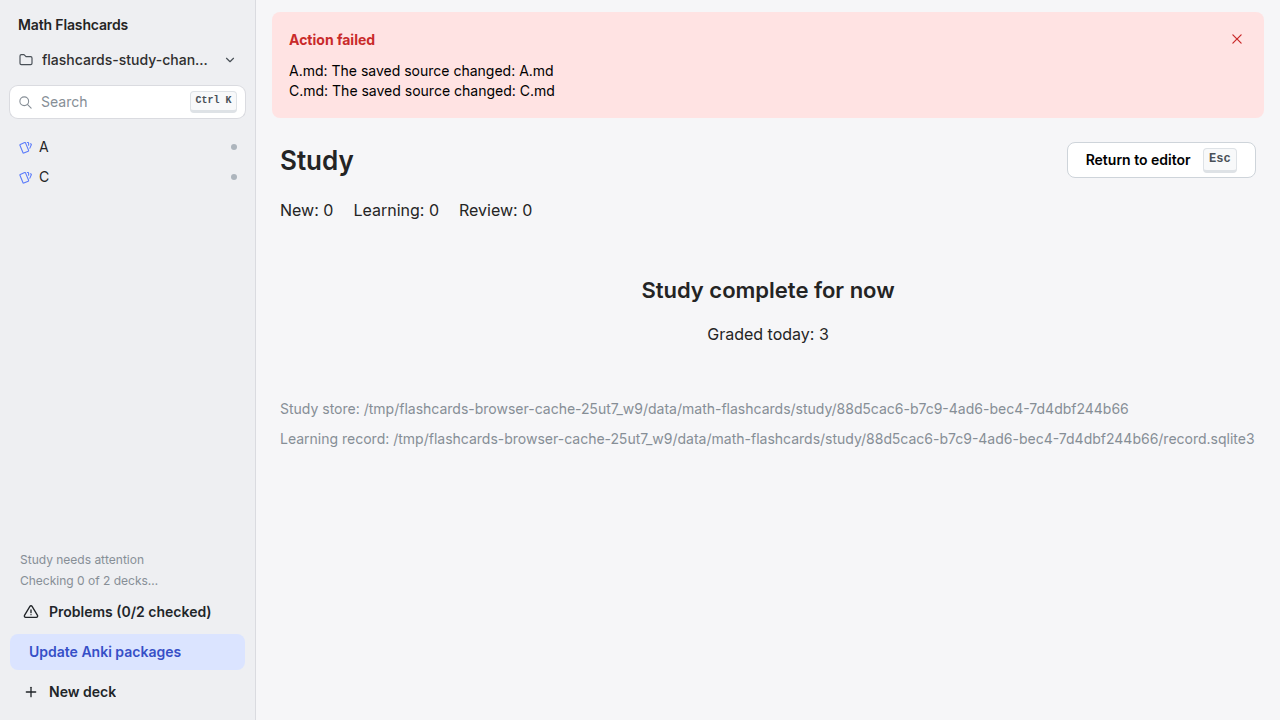 Math Flashcards
flashcards-study-chan...
Search Ctrl K
A
C
Study needs attention
Checking 0 of 2 decks...
Problems (0/2 checked)
Update Anki packages
New deck
Action failed
A.md: The saved source changed: A.md
C.md: The saved source changed: C.md
Study
Return to editor Esc
New: 0 Learning: 0 Review: 0
Study complete for now
Graded today: 3
Study store: /tmp/flashcards-browser-cache-25ut7_w9/data/math-flashcards/study/88d5cac6-b7c9-4ad6-bec4-7d4dbf244b66
Learning record: /tmp/flashcards-browser-cache-25ut7_w9/data/math-flashcards/study/88d5cac6-b7c9-4ad6-bec4-7d4dbf244b66/record.sqlite3